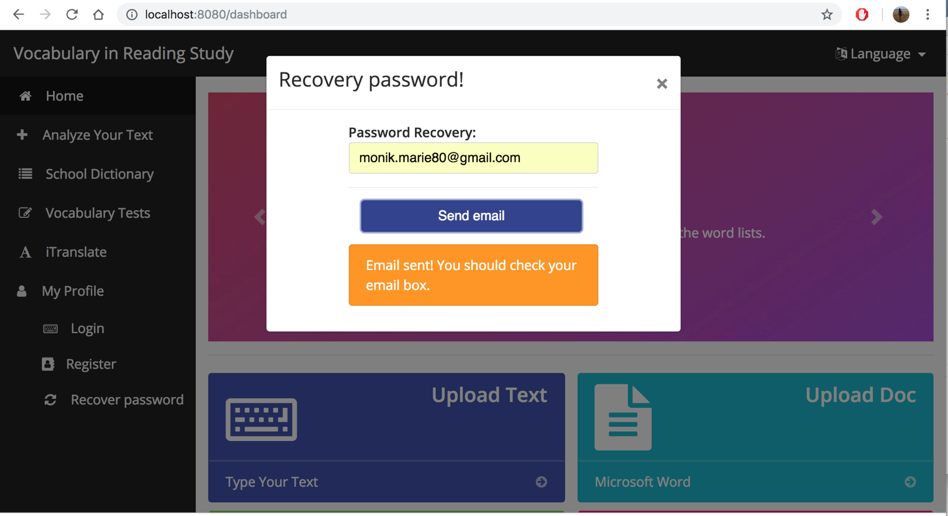 localhost:8080/dashboard
Vocabulary in Reading Study
Language
Home
Analyze Your Text
School Dictionary
Vocabulary Tests
iTranslate
My Profile
Login
Register
Recover password
Recovery password!
×
Password Recovery:
monik.marie80@gmail.com
Send email
Email sent! You should check your
email box.
the word lists.
Upload Text
Type Your Text
Upload Doc
Microsoft Word